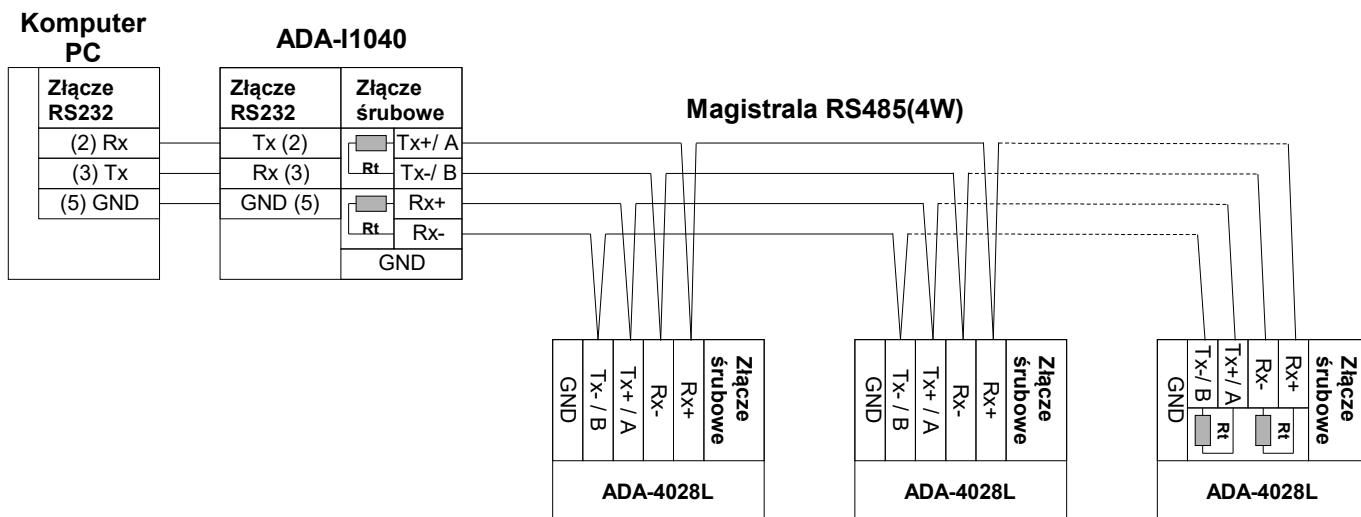 Komputer
PC
ADA-I1040
Złącze
RS232
Złącze
RS232
Złącze
śrubowe
Magistrala RS485(4W)
(2) Rx
Tx (2)
Tx+/ A
(3) Tx
Rx (3)
Rt
Tx-/ B
(5) GND
GND (5)
Rx+
Rt
Rx-
GND
GND
Tx- / B
Tx+ / A
Rx-
Rx+
Złącze
śrubowe
ADA-4028L
GND
Tx- / B
Tx+ / A
Rx-
Rx+
Złącze
śrubowe
ADA-4028L
GND
Tx-/ B
Tx+/ A
Rx-
Rx+
Złącze
śrubowe
Rt
Rt
ADA-4028L